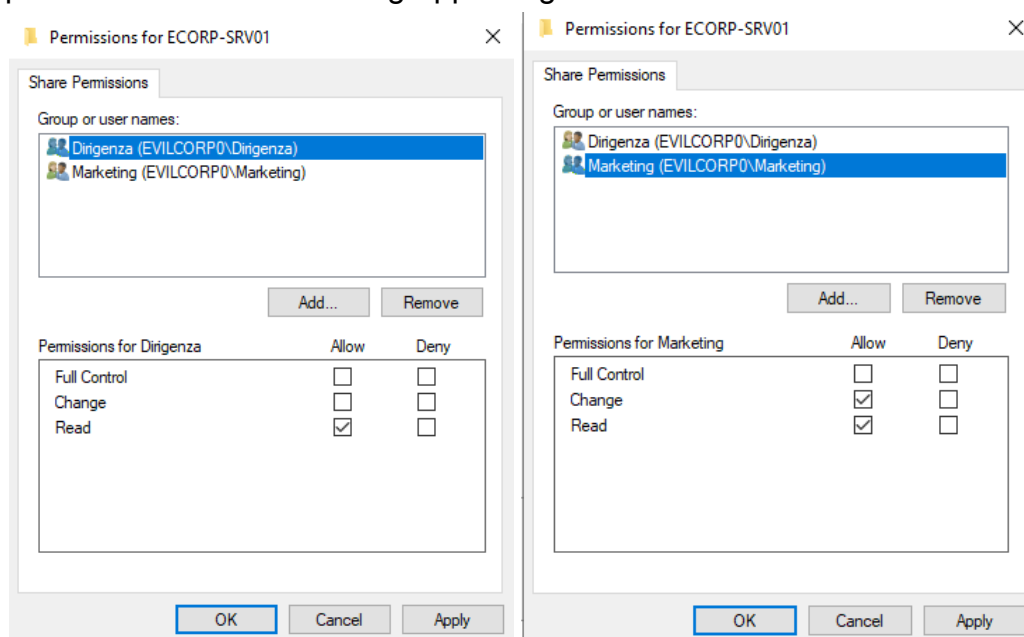 Permissions for ECORP-SRV01
Share Permissions
Group or user names:
Dirigenza (EVILCORP0\Dirigenza)
Marketing (EVILCORP0\Marketing)
Add... Remove
Permissions for Dirigenza Allow Deny
Full Control
Change
Read
OK Cancel Apply
Permissions for ECORP-SRV01
Share Permissions
Group or user names:
Dirigenza (EVILCORP0\Dirigenza)
Marketing (EVILCORP0\Marketing)
Add... Remove
Permissions for Marketing Allow Deny
Full Control
Change
Read
OK Cancel Apply